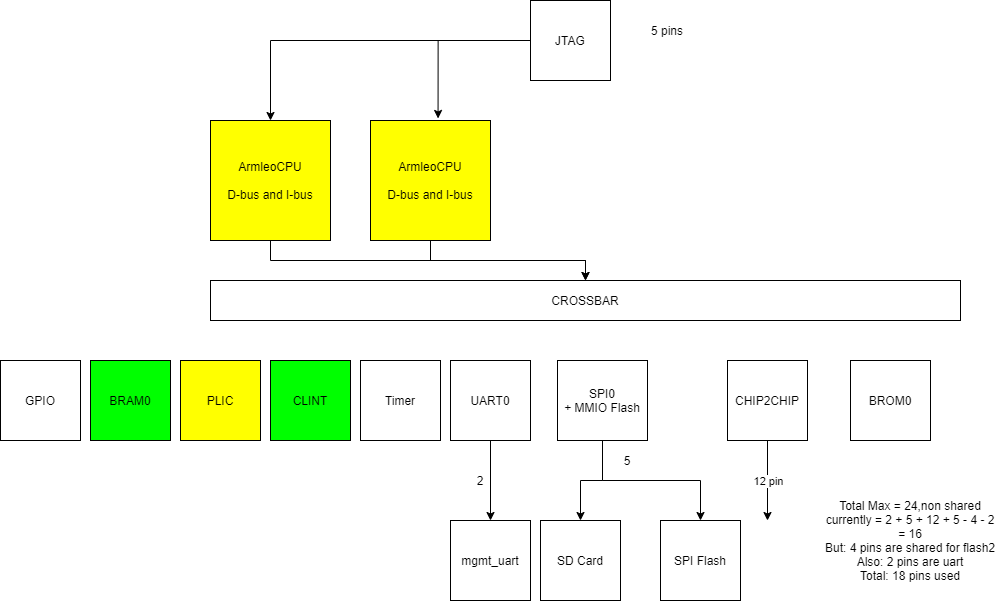 JTAG
5 pins
ArmleoCPU
D-bus and I-bus
ArmleoCPU
D-bus and I-bus
CROSSBAR
GPIO
BRAM0
PLIC
CLINT
Timer
UART0
SPI0
+ MMIO Flash
CHIP2CHIP
BROM0
2
5
12 pin
mgmt_uart
SD Card
SPI Flash
Total Max = 24,non shared
currently = 2 + 5 + 12 + 5 - 4 - 2
= 16
But: 4 pins are shared for flash2
Also: 2 pins are uart
Total: 18 pins used